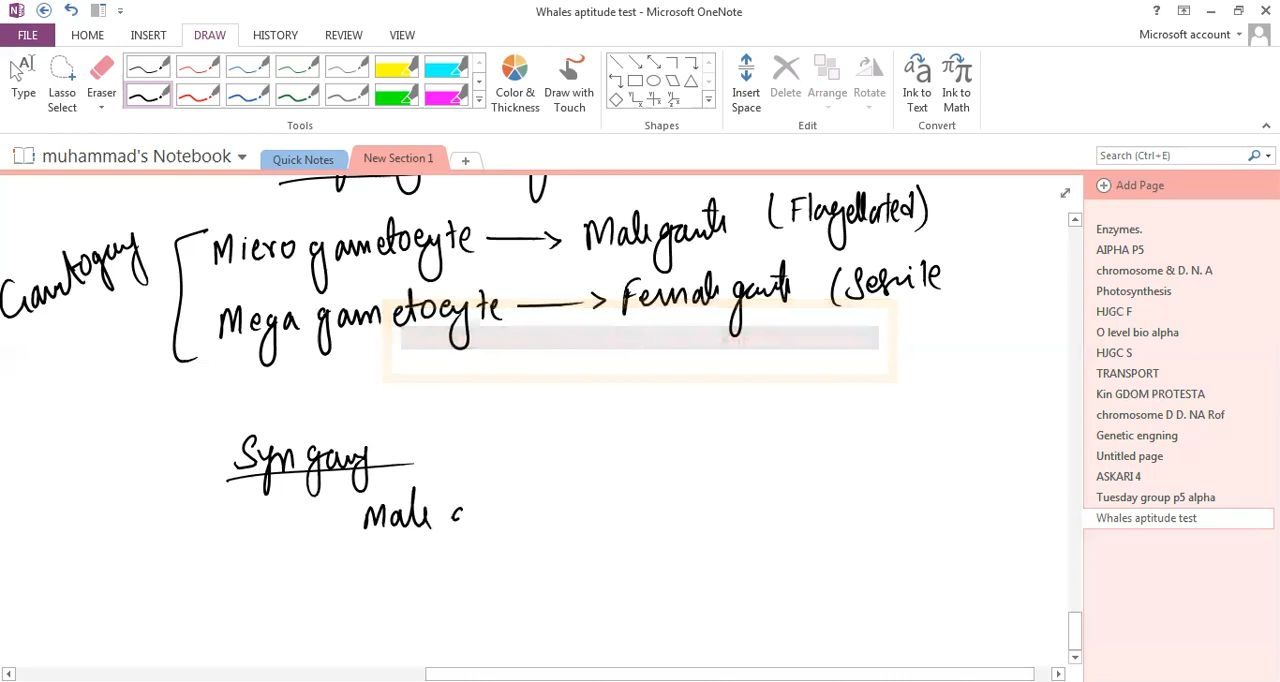 Whales aptitude test - Microsoft OneNote
FILE HOME INSERT DRAW HISTORY REVIEW VIEW
Microsoft account
Type
Lasso Select
Eraser
Color & Thickness
Draw with Touch
Insert Space
Delete
Arrange
Rotate
Ink to Text
Ink to Math
Tools
Shapes
Edit
Convert
muhammad's Notebook
Quick Notes
New Section 1
Search (Ctrl+E)
Add Page
Micro gametocyte → Male (Flagellated)
Mega gametocyte → Female (Sessile
Syn
Male
Enzymes.
AIPHA P5
chromosome & D. N. A
Photosynthesis
HJGC F
O level bio alpha
HJGC S
TRANSPORT
Kin GDOM PROTESTA
chromosome D D. NA Rof
Genetic engning
Untitled page
ASKARI 4
Tuesday group p5 alpha
Whales aptitude test